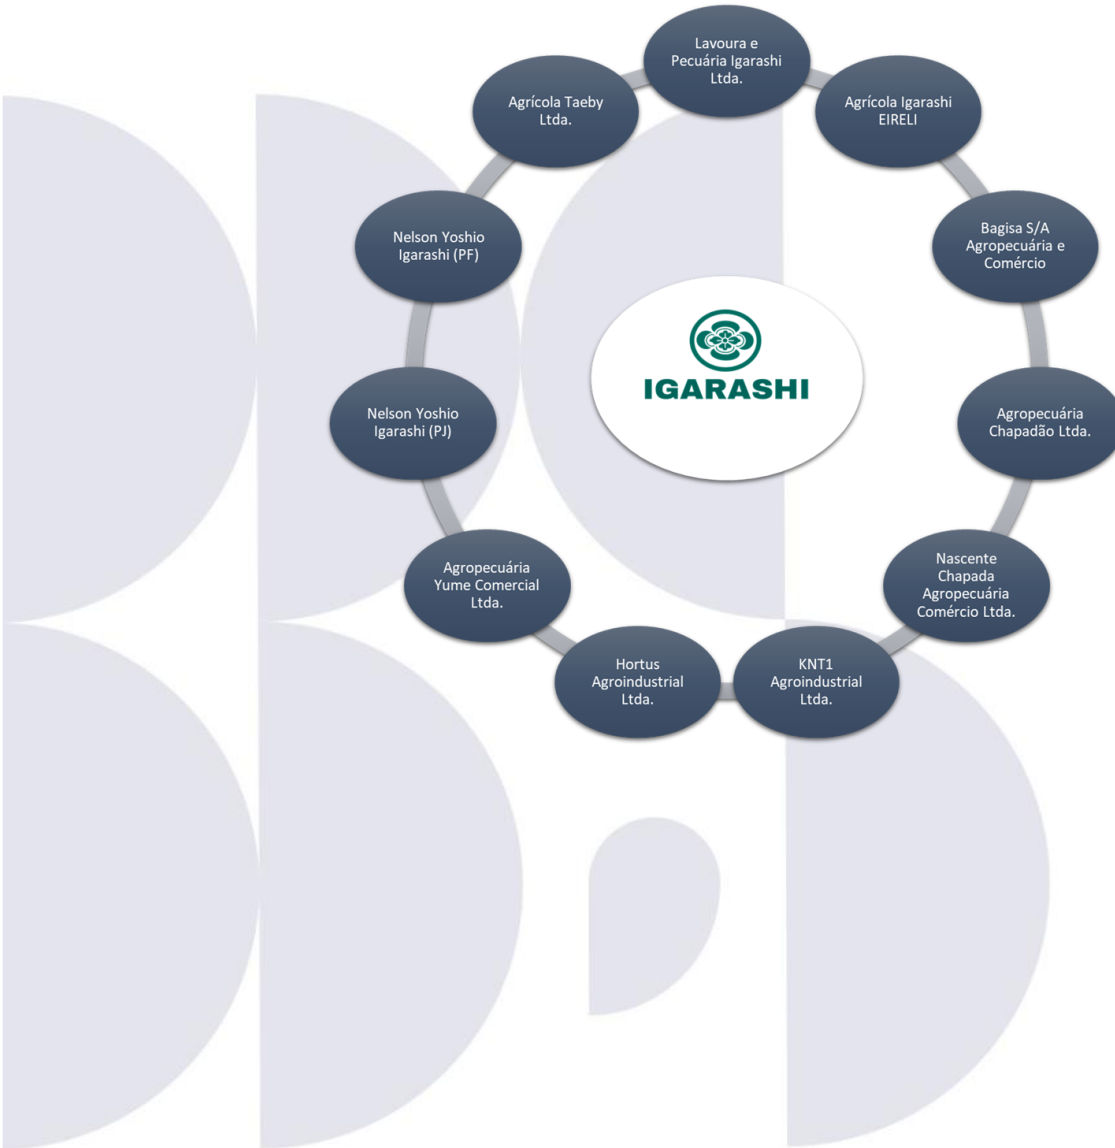 Lavoura e
Pecuária Igarashi
Ltda.
Agrícola Igarashi
EIRELI
Bagisa S/A
Agropecuária e
Comércio
Agropecuária
Chapadão Ltda.
Nascente
Chapada
Agropecuária
Comércio Ltda.
KNT1
Agroindustrial
Ltda.
Hortus
Agroindustrial
Ltda.
Agropecuária
Yume Comercial
Ltda.
Nelson Yoshio
Igarashi (PJ)
Nelson Yoshio
Igarashi (PF)
Agrícola Taeby
Ltda.
IGARASHI